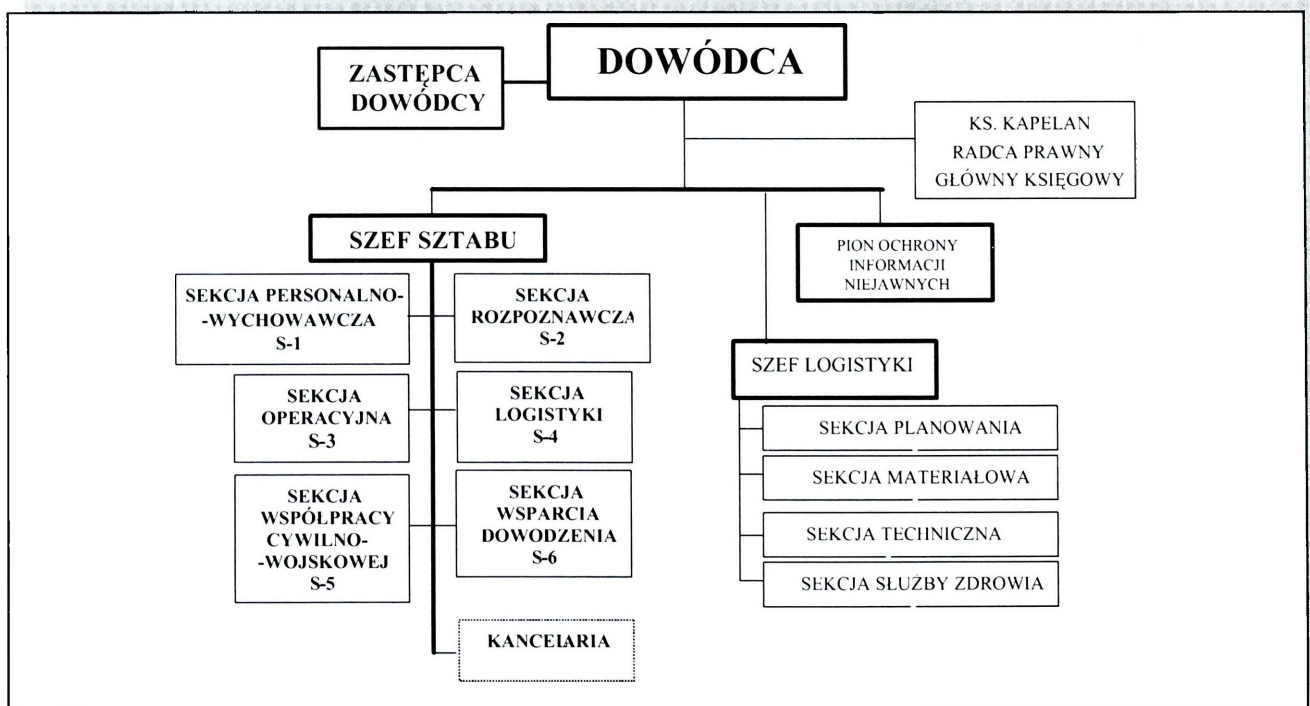 DOWÓDCA
ZASTĘPCA
DOWÓDCY
KS. KAPELAN
RADCA PRAWNY
GŁÓWNY KSIĘGOWY
SZEF SZTABU
PION OCHRONY
INFORMACJI
NIEJAWNYCH
SEKCJA PERSONALNO-
-WYCHOWAWCZA
S-1
SEKCJA
ROZPOZNAWCZA
S-2
SEKCJA
OPERACYJNA
S-3
SEKCJA
LOGISTYKI
S-4
SEKCJA
WSPÓŁPRACY
CYWILNO-
-WOJSKOWEJ
S-5
SEKCJA
WSPARCIA
DOWODZENIA
S-6
KANCELARIA
SZEF LOGISTYKI
SEKCJA PLANOWANIA
SEKCJA MATERIAŁOWA
SEKCJA TECHNICZNA
SEKCJA SŁUŻBY ZDROWIA